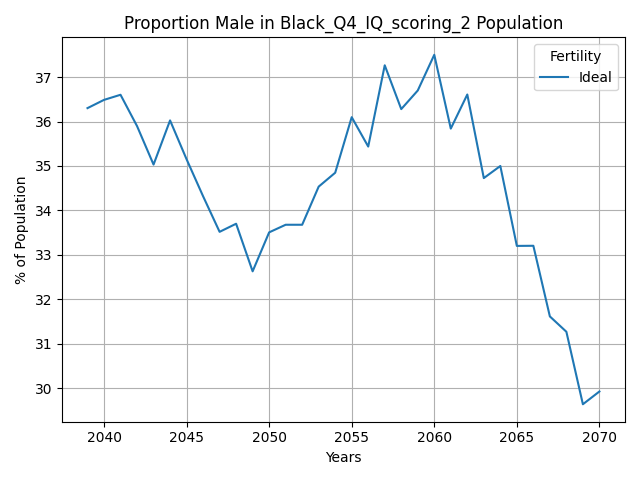 Proportion Male in Black_Q4_IQ_scoring_2 Population
Fertility
Ideal
% of Population
37
36
35
34
33
32
31
30
2040 2045 2050 2055 2060 2065 2070
Years